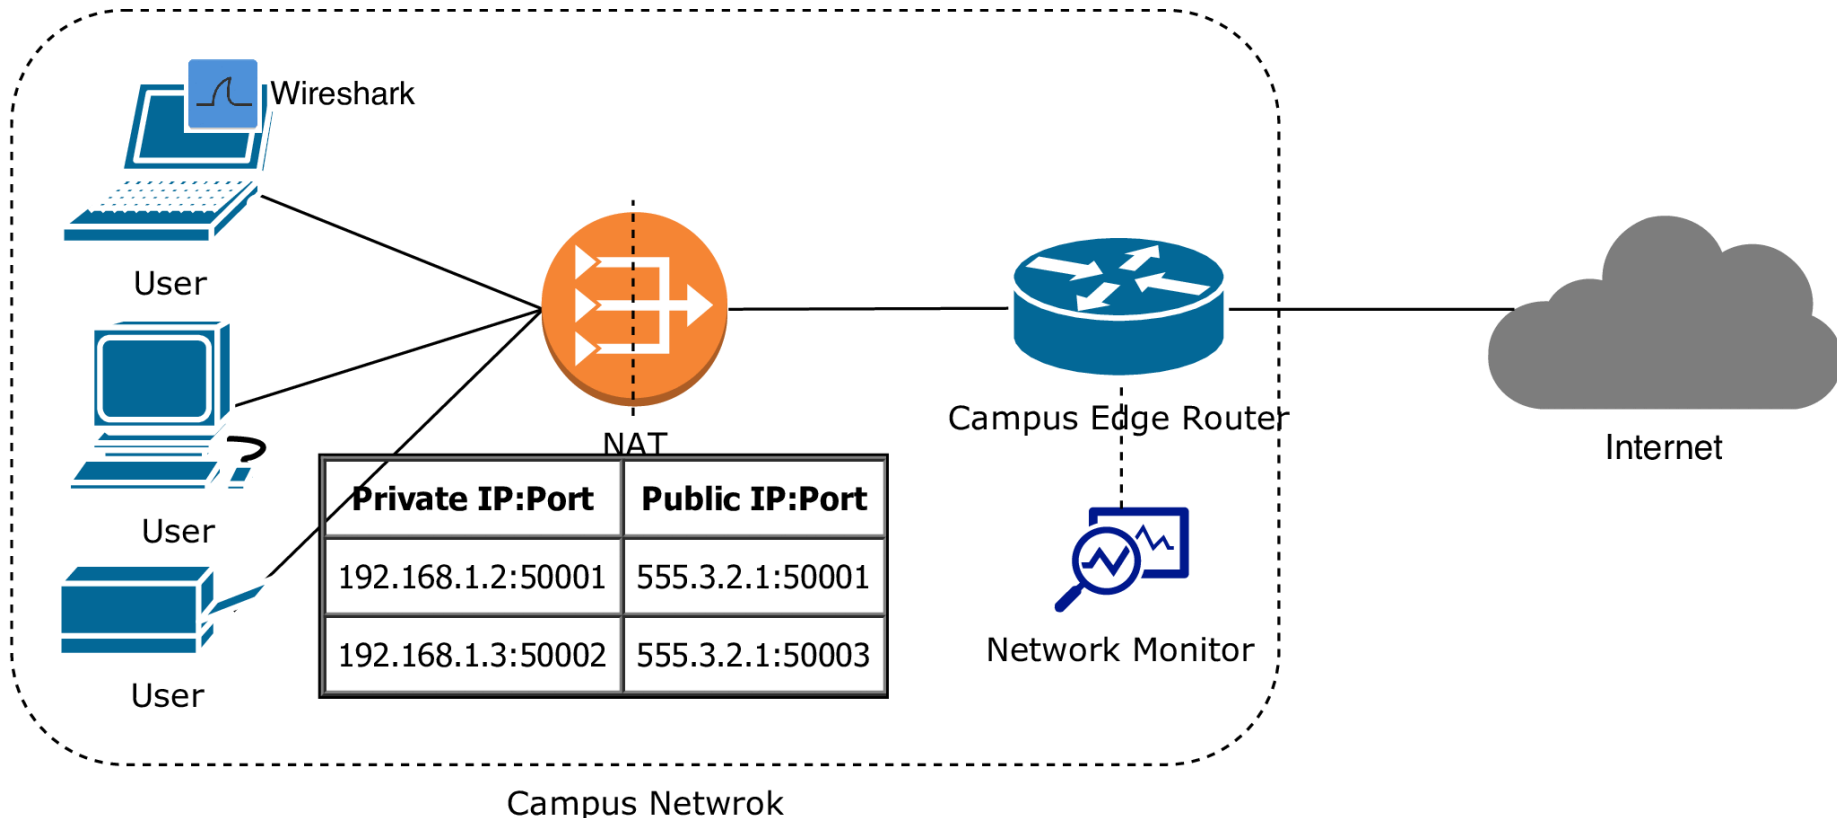 Wireshark
User
User
User
NAT
Private IP:Port Public IP:Port
192.168.1.2:50001 555.3.2.1:50001
192.168.1.3:50002 555.3.2.1:50003
Campus Edge Router
Network Monitor
Internet
Campus Netwrok